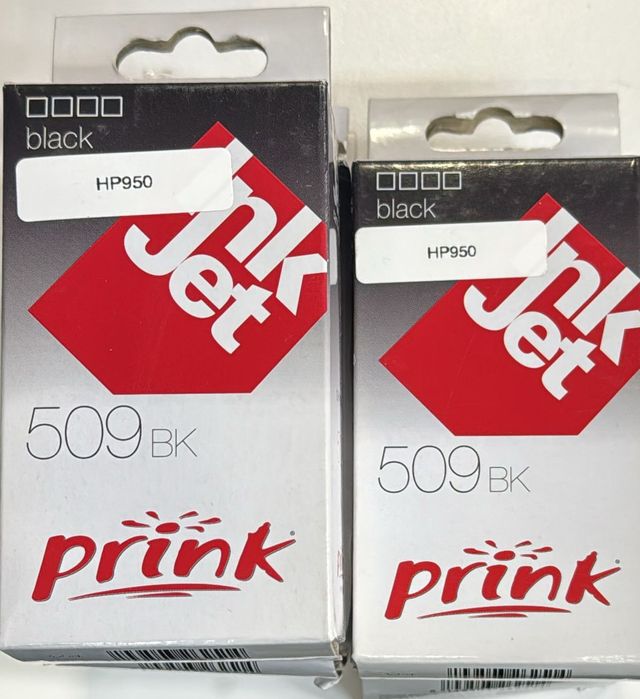 black
HP950
Ink
Jet
509 BK
prink
black
HP950
Ink
Jet
509 BK
prink